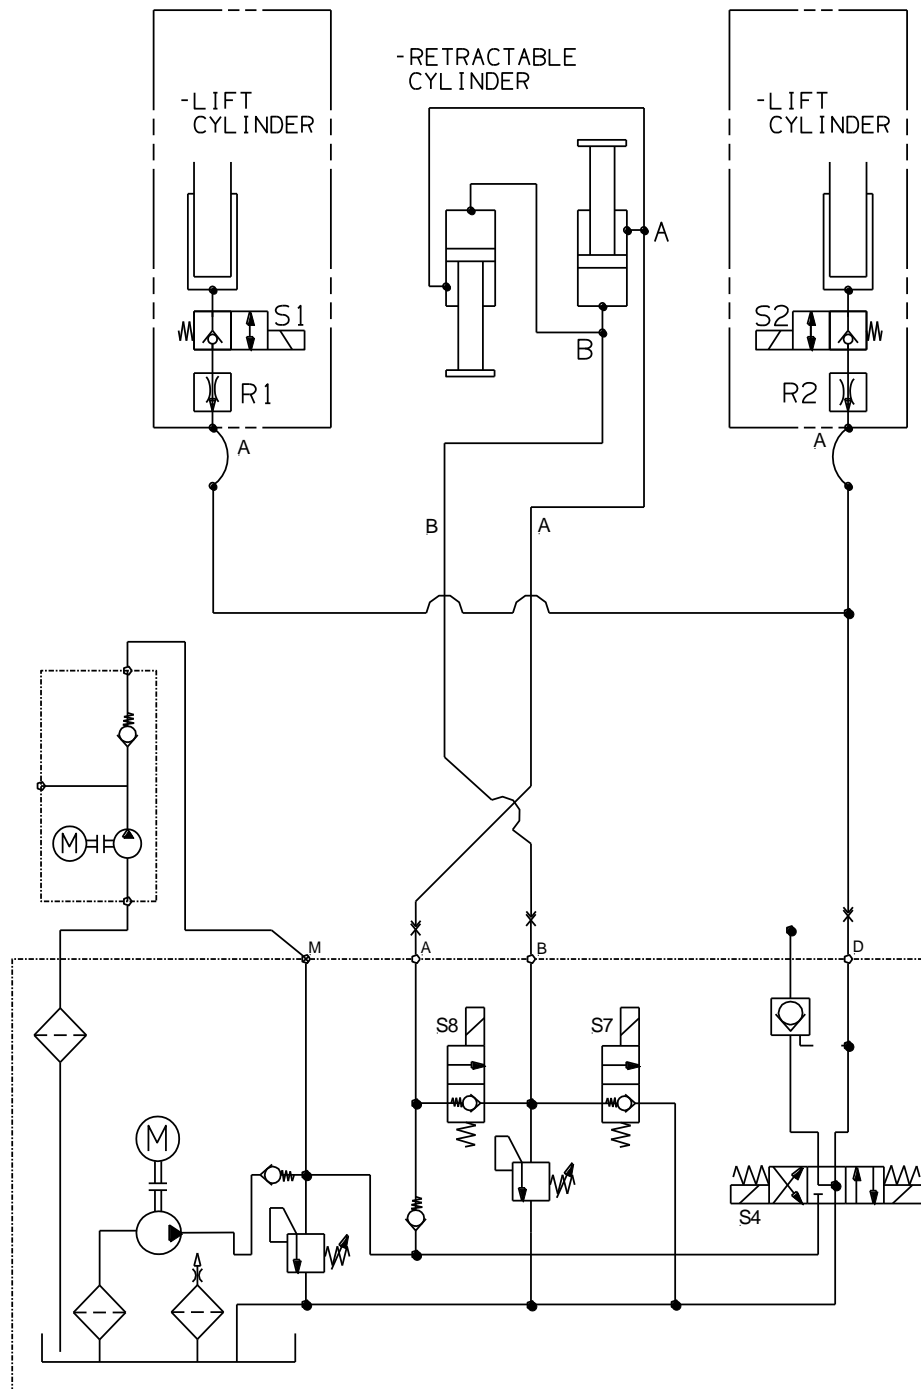 -RETRACTABLE
CYLINDER
-LIFT
CYLINDER
-LIFT
CYLINDER
A
S1
S2
B
R1
R2
A
A
B
A
M
M
A
B
D
S8
S7
M
S4